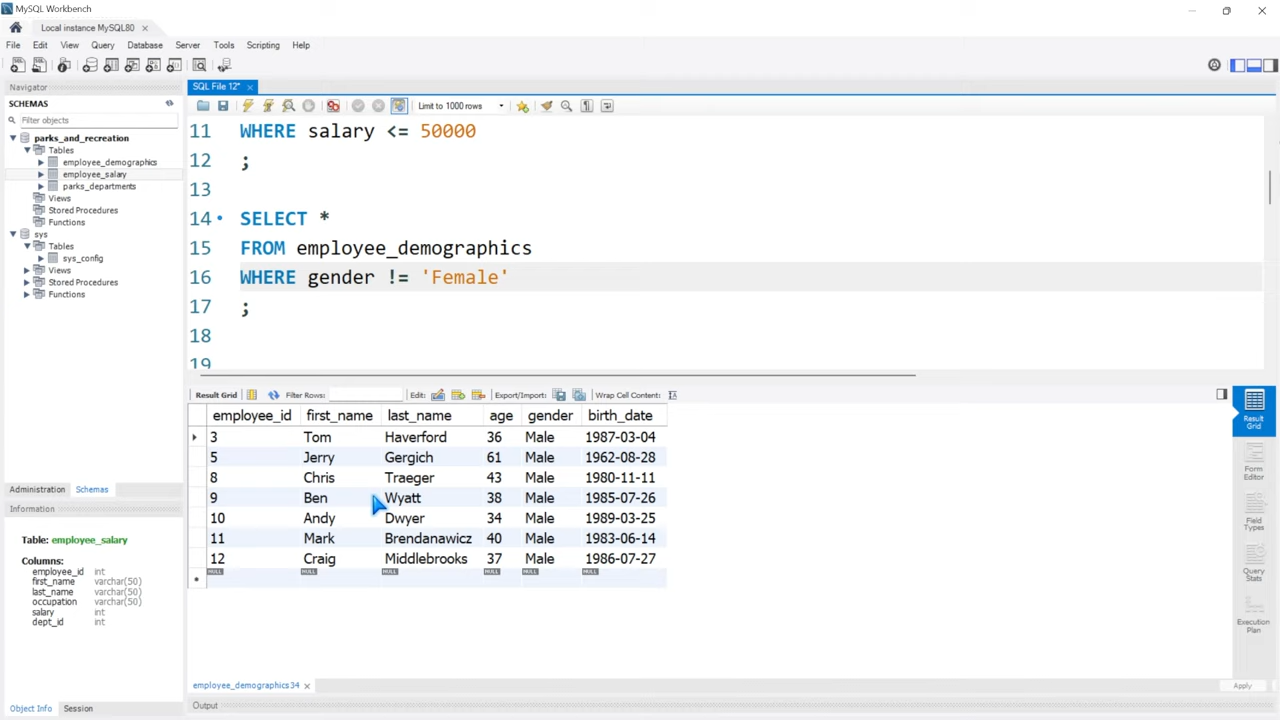 MySQL Workbench
Local instance MySQL80
File Edit View Query Database Server Tools Scripting Help
Navigator
SCHEMAS
Filter objects
parks_and_recreation
Tables
employee_demographics
employee_salary
parks_departments
Views
Stored Procedures
Functions
sys
Tables
sys_config
Views
Stored Procedures
Functions
Administration Schemas
Information
Table: employee_salary
Columns:
employee_id int
first_name varchar(50)
last_name varchar(50)
occupation varchar(50)
salary int
dept_id int
Object Info Session
SQL File 12*
Limit to 1000 rows
11 WHERE salary <= 50000
12 ;
13
14 SELECT *
15 FROM employee_demographics
16 WHERE gender != 'Female'
17 ;
18
19
Result Grid Filter Rows: Edit: Export/Import: Wrap Cell Content:
employee_id first_name last_name age gender birth_date
3 Tom Haverford 36 Male 1987-03-04
5 Jerry Gergich 61 Male 1962-08-28
8 Chris Traeger 43 Male 1980-11-11
9 Ben Wyatt 38 Male 1985-07-26
10 Andy Dwyer 34 Male 1989-03-25
11 Mark Brendanawicz 40 Male 1983-06-14
12 Craig Middlebrooks 37 Male 1986-07-27
NULL NULL NULL NULL NULL NULL
Result Grid
Form Editor
Field Types
Query Stats
Execution Plan
employee_demographics34
Apply
Output